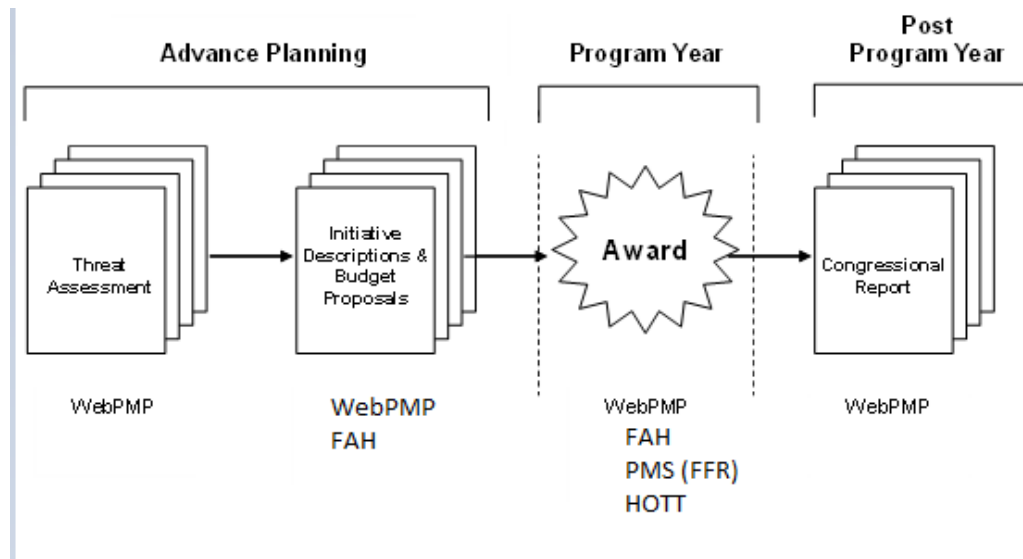 Advance Planning
Program Year
Post
Program Year
Threat
Assessment
Initiative
Descriptions &
Budget
Proposals
Award
Congressional
Report
WebPMP
WebPMP
FAH
WebPMP
FAH
PMS (FFR)
HOTT
WebPMP